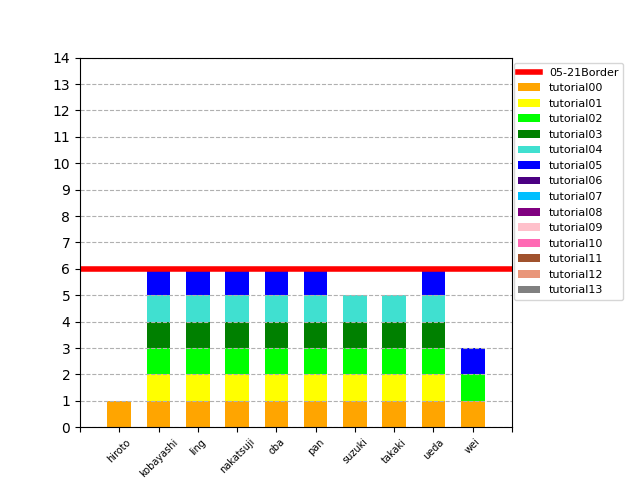 14
13
12
11
10
9
8
7
6
5
4
3
2
1
0
hiroto
kobayashi
ling
nakatsuji
oba
pan
suzuki
takaki
ueda
wei
05-21Border
tutorial00
tutorial01
tutorial02
tutorial03
tutorial04
tutorial05
tutorial06
tutorial07
tutorial08
tutorial09
tutorial10
tutorial11
tutorial12
tutorial13